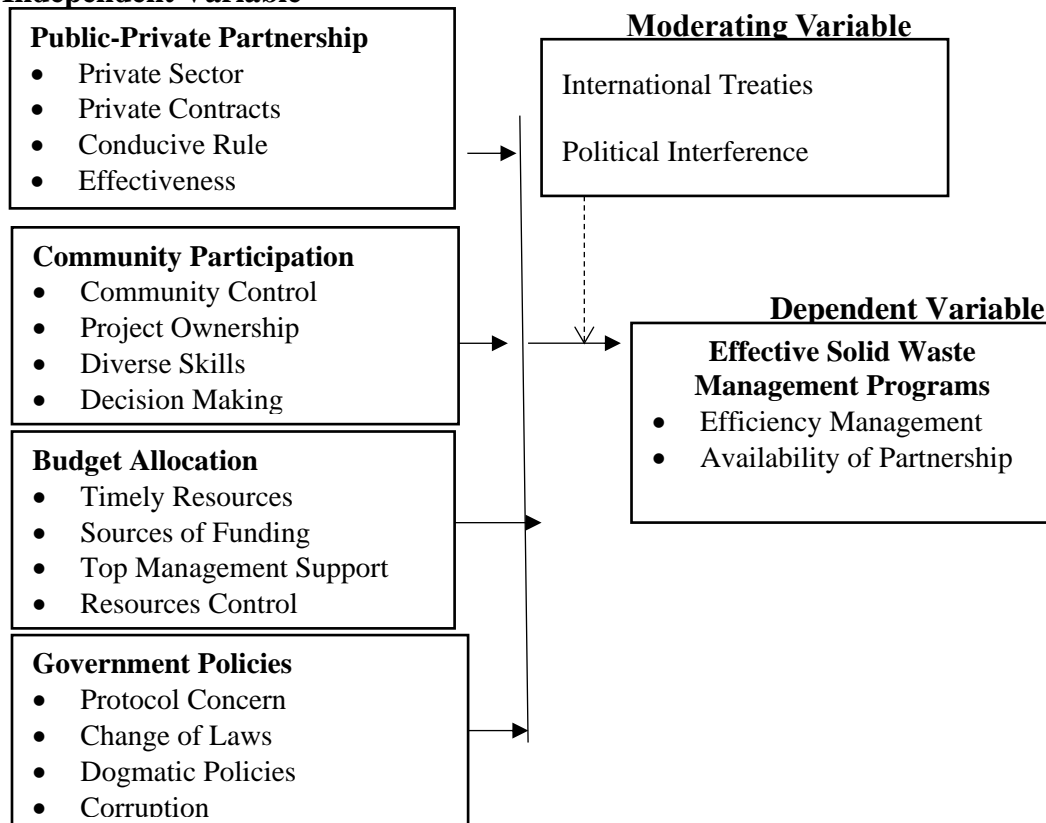 Independent Variable
Public-Private Partnership
• Private Sector
• Private Contracts
• Conducive Rule
• Effectiveness
Community Participation
• Community Control
• Project Ownership
• Diverse Skills
• Decision Making
Budget Allocation
• Timely Resources
• Sources of Funding
• Top Management Support
• Resources Control
Government Policies
• Protocol Concern
• Change of Laws
• Dogmatic Policies
• Corruption
Moderating Variable
International Treaties
Political Interference
Dependent Variable
Effective Solid Waste
Management Programs
• Efficiency Management
• Availability of Partnership